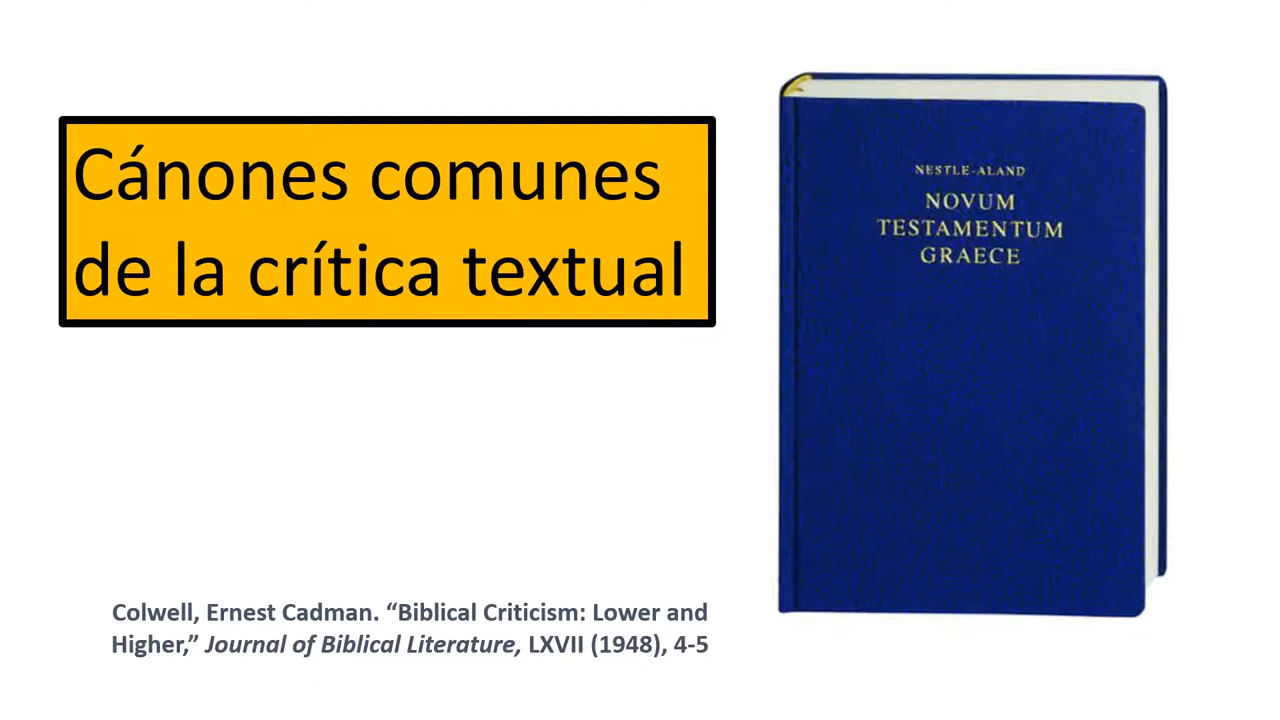 Cánones comunes
de la crítica textual
NESTLE-ALAND
NOVUM
TESTAMENTUM
GRAECE
Colwell, Ernest Cadman. “Biblical Criticism: Lower and
Higher,” Journal of Biblical Literature, LXVII (1948), 4-5